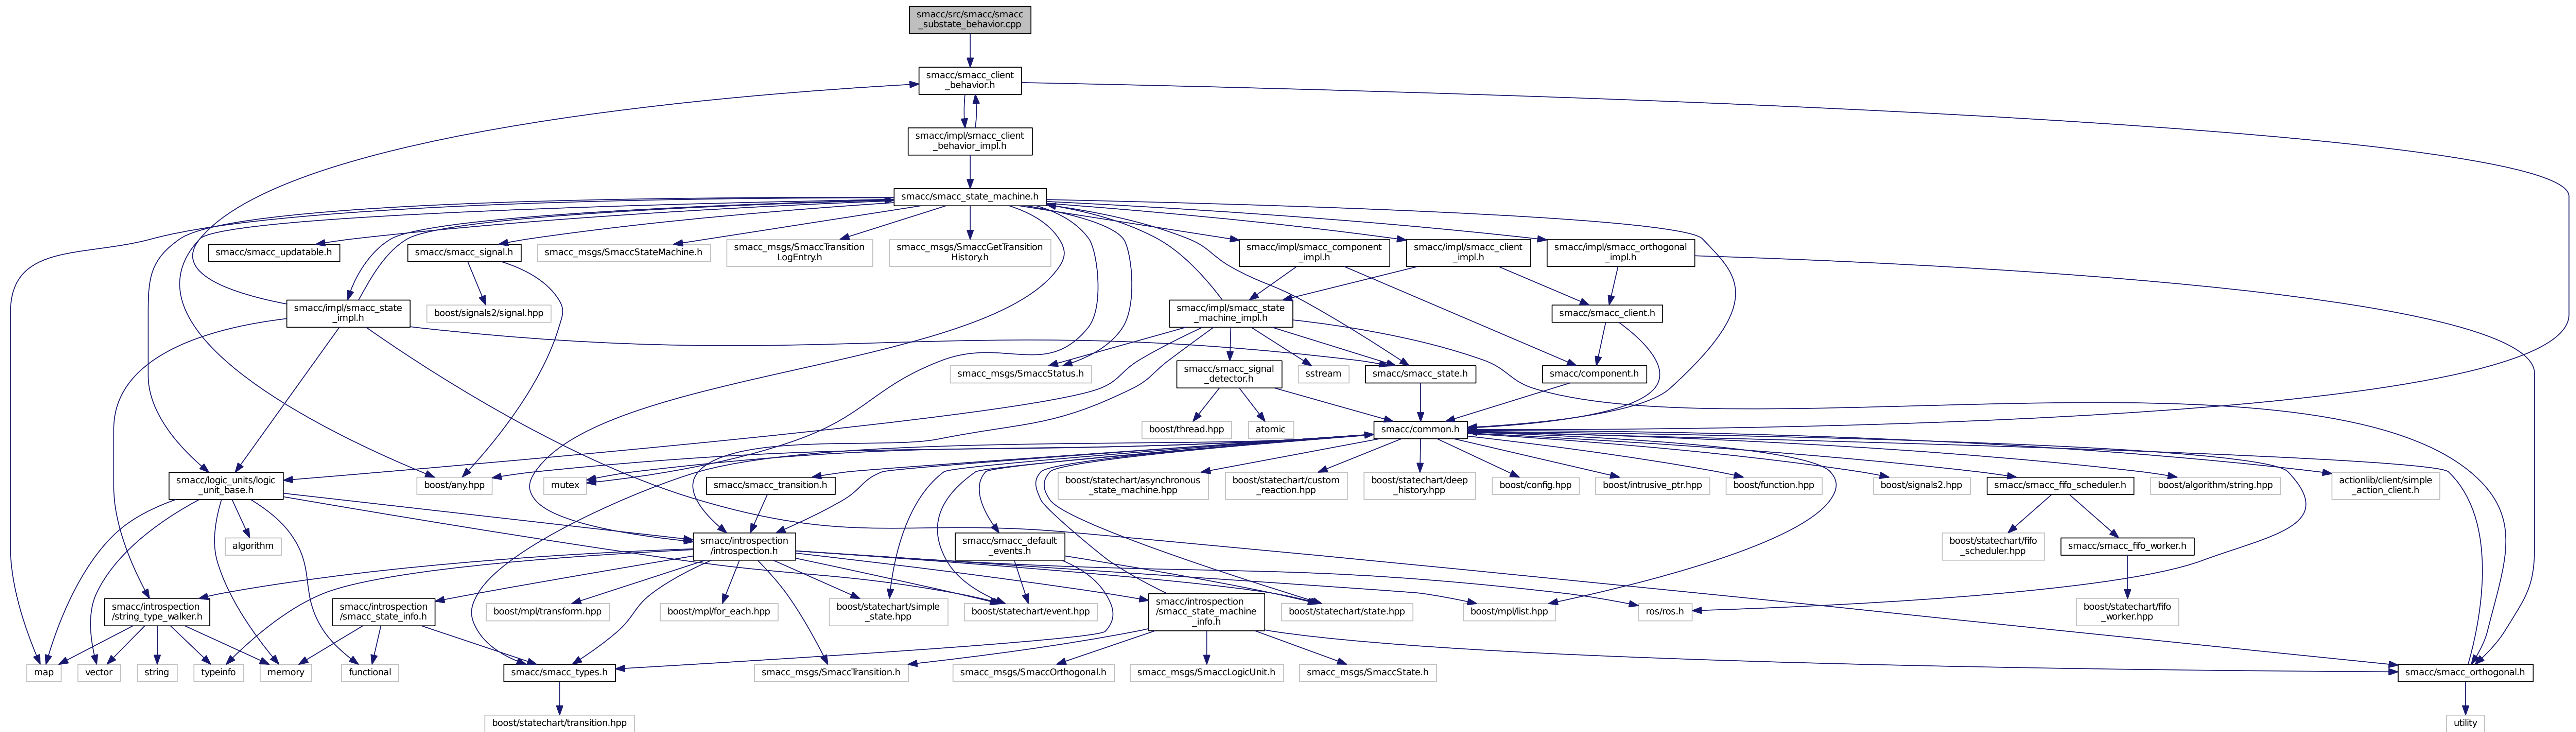 smacc/src/smacc/smacc
_substate_behavior.cpp
smacc/smacc_client
_behavior.h
smacc/impl/smacc_client
_behavior_impl.h
smacc/smacc_state_machine.h
smacc/smacc_updatable.h
smacc/smacc_signal.h
smacc_msgs/SmaccStateMachine.h
smacc_msgs/SmaccTransition
LogEntry.h
smacc_msgs/SmaccGetTransition
History.h
smacc/impl/smacc_component
_impl.h
smacc/impl/smacc_client
_impl.h
smacc/impl/smacc_orthogonal
_impl.h
smacc/impl/smacc_state
_impl.h
boost/signals2/signal.hpp
smacc/impl/smacc_state
_machine_impl.h
smacc/smacc_client.h
smacc_msgs/SmaccStatus.h
smacc/smacc_signal
_detector.h
sstream
smacc/smacc_state.h
smacc/component.h
boost/thread.hpp
atomic
smacc/common.h
smacc/logic_units/logic
_unit_base.h
boost/any.hpp
mutex
smacc/smacc_transition.h
boost/statechart/asynchronous
_state_machine.hpp
boost/statechart/custom
_reaction.hpp
boost/statechart/deep
_history.hpp
boost/config.hpp
boost/intrusive_ptr.hpp
boost/function.hpp
boost/signals2.hpp
smacc/smacc_fifo_scheduler.h
boost/algorithm/string.hpp
actionlib/client/simple
_action_client.h
algorithm
smacc/introspection
/introspection.h
smacc/smacc_default
_events.h
boost/statechart/fifo
_scheduler.hpp
smacc/smacc_fifo_worker.h
smacc/introspection
/string_type_walker.h
smacc/introspection
/smacc_state_info.h
boost/mpl/transform.hpp
boost/mpl/for_each.hpp
boost/statechart/simple
_state.hpp
boost/statechart/event.hpp
smacc/introspection
/smacc_state_machine
_info.h
boost/statechart/state.hpp
boost/mpl/list.hpp
ros/ros.h
boost/statechart/fifo
_worker.hpp
map
vector
string
typeinfo
memory
functional
smacc/smacc_types.h
smacc_msgs/SmaccTransition.h
smacc_msgs/SmaccOrthogonal.h
smacc_msgs/SmaccLogicUnit.h
smacc_msgs/SmaccState.h
smacc/smacc_orthogonal.h
boost/statechart/transition.hpp
utility